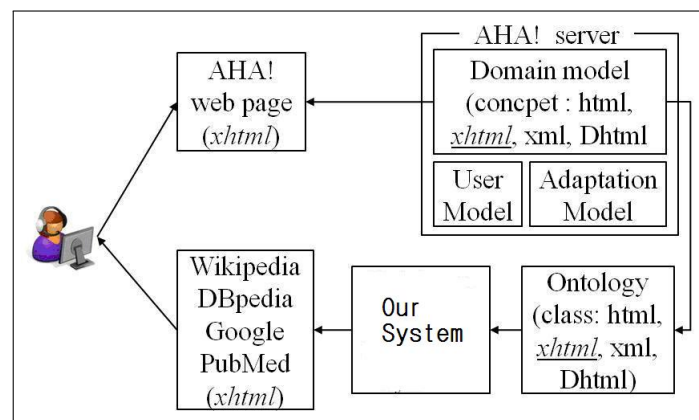 AHA! server
AHA!
web page
(xhtml)
Domain model
(concpet : html,
xhtml, xml, Dhtml
User
Model
Adaptation
Model
Wikipedia
DBpedia
Google
PubMed
(xhtml)
Our
System
Ontology
(class: html,
xhtml, xml,
Dhtml)